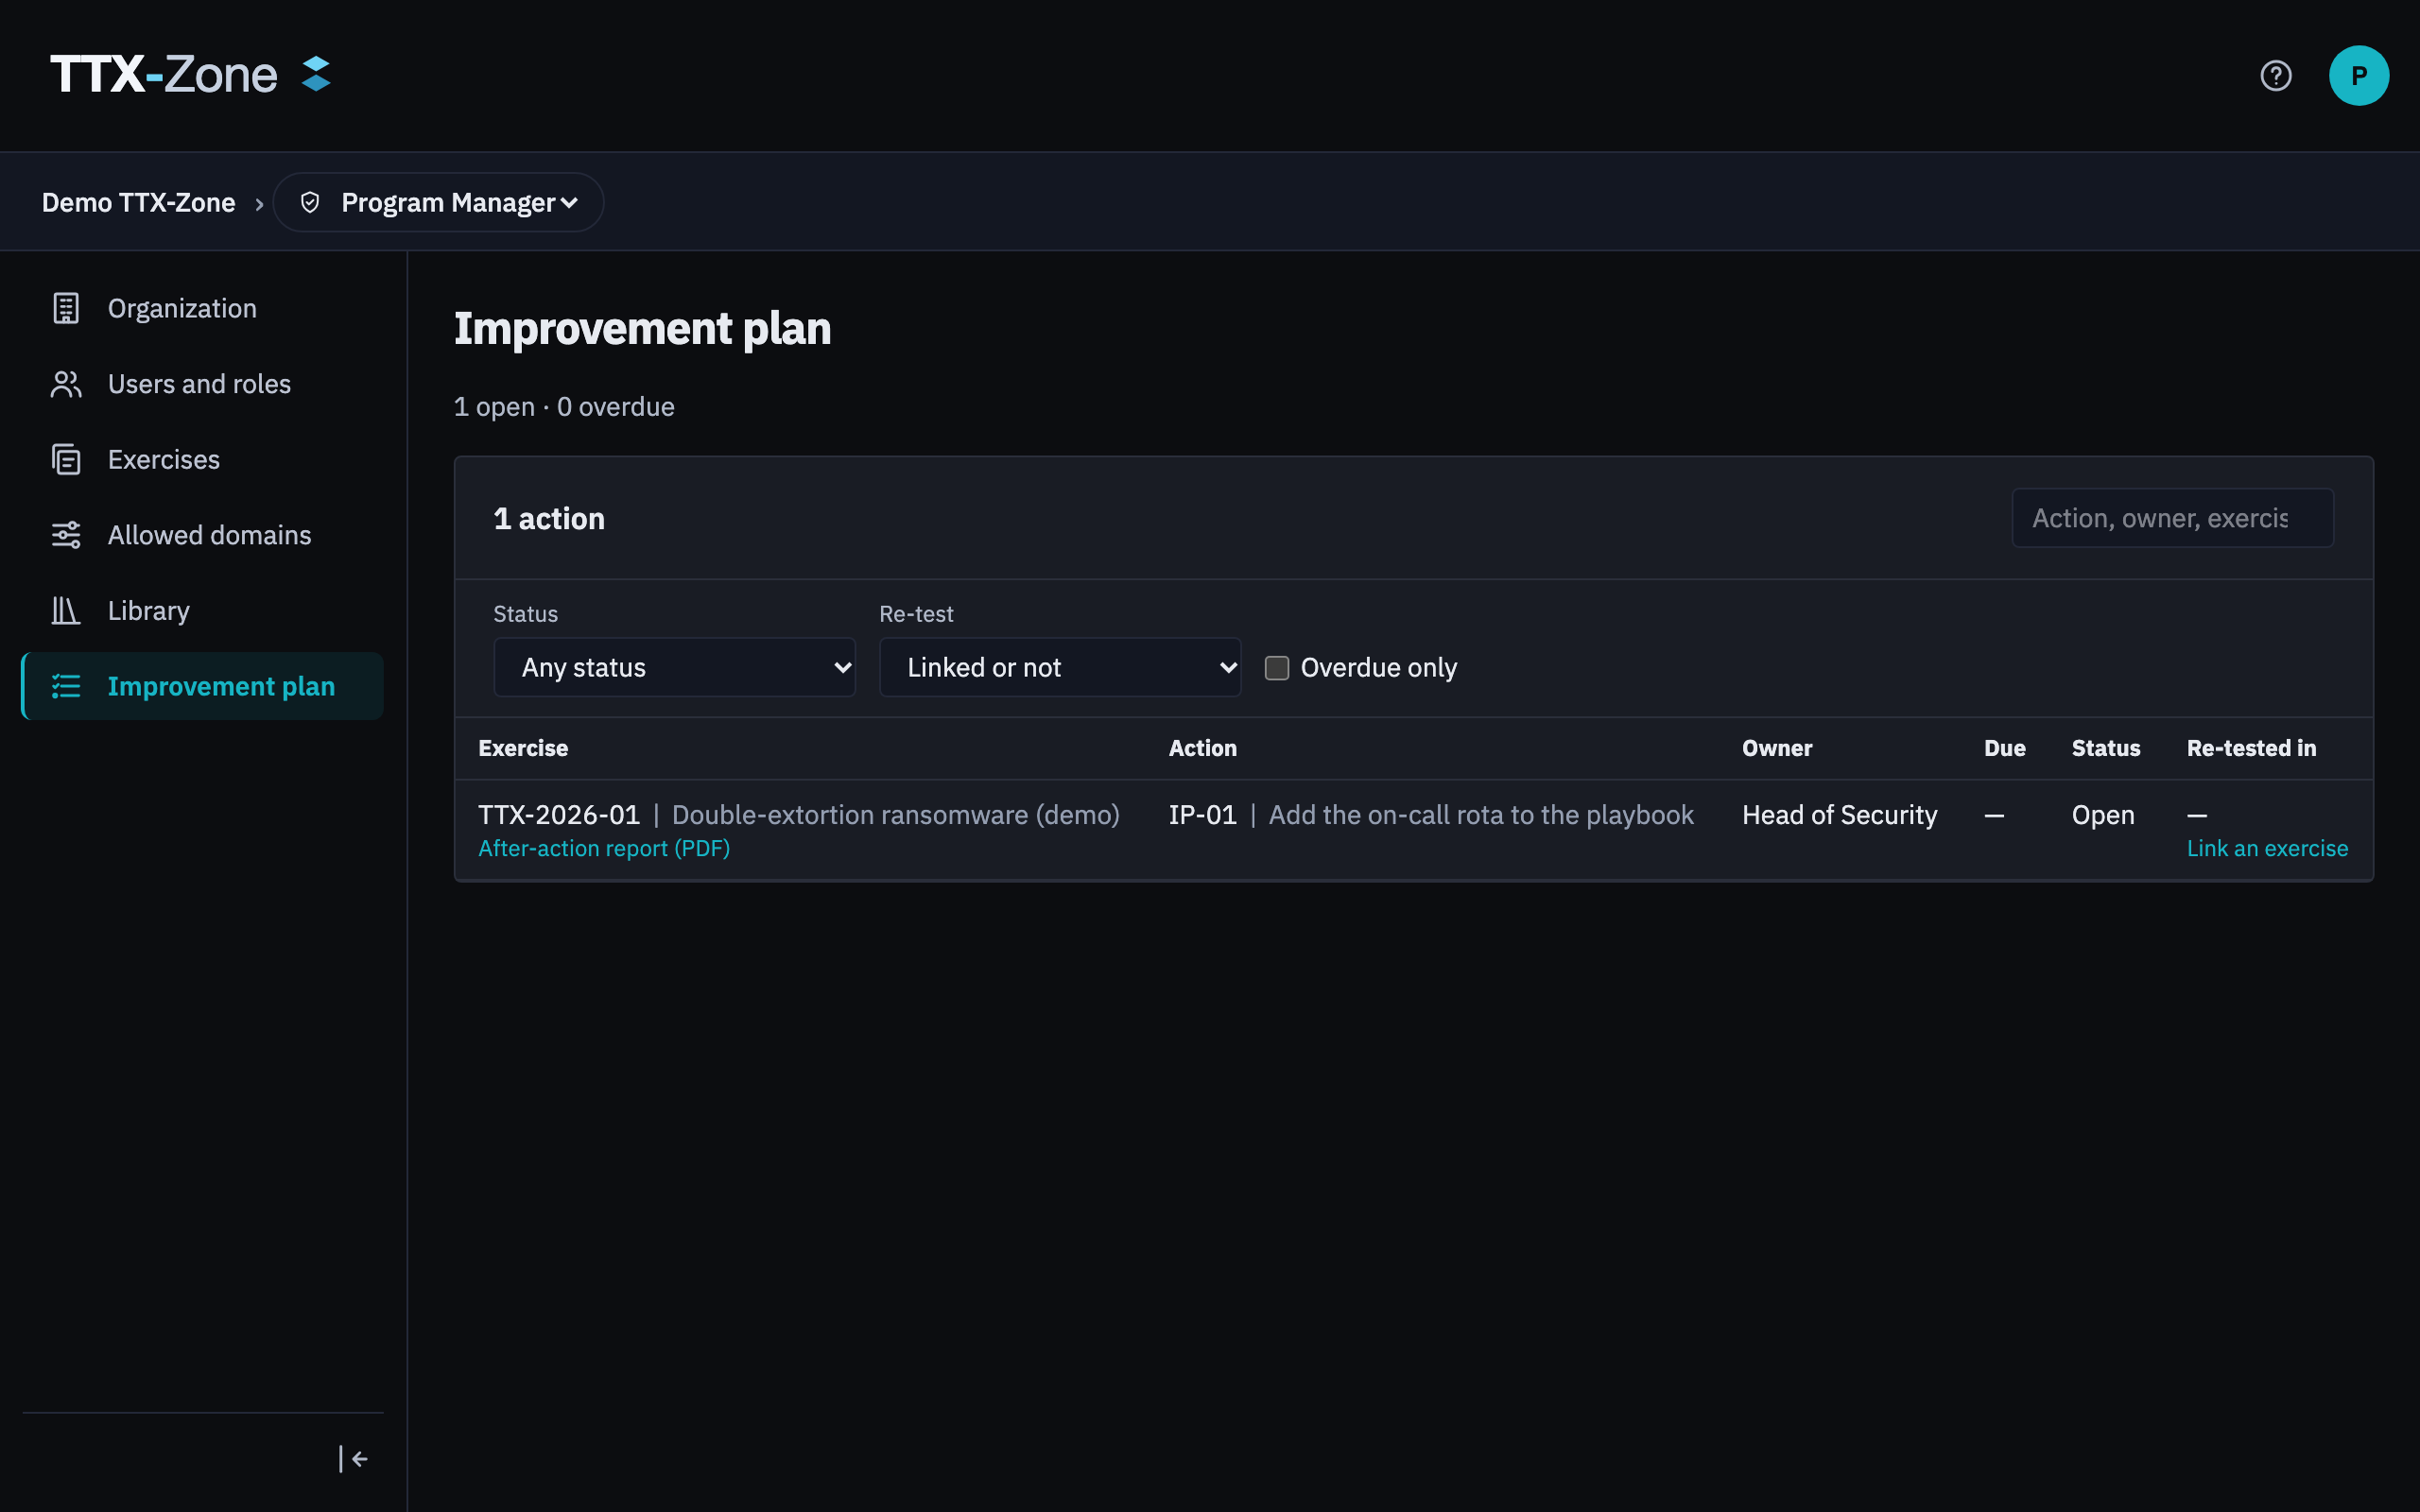 TTX-Zone
P
Demo TTX-Zone › Program Manager
Organization
Users and roles
Exercises
Allowed domains
Library
Improvement plan
Improvement plan
1 open · 0 overdue
1 action
Action, owner, exercis
Status
Re-test
Any status
Linked or not
Overdue only
Exercise Action Owner Due Status Re-tested in
TTX-2026-01 | Double-extortion ransomware (demo) IP-01 | Add the on-call rota to the playbook Head of Security — Open —
After-action report (PDF) Link an exercise